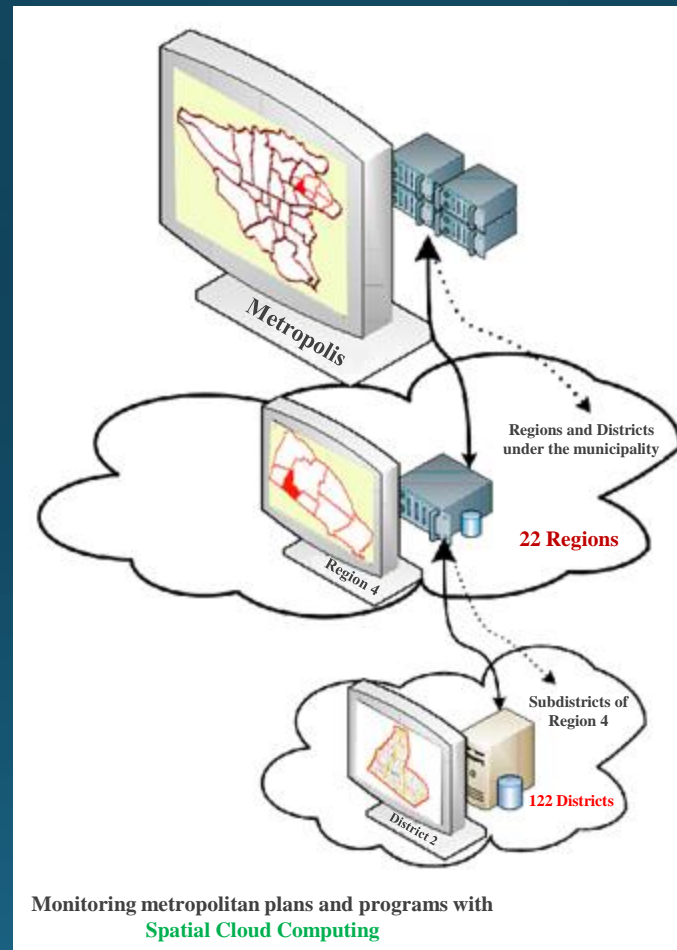 Metropolis
Regions and Districts
under the municipality
22 Regions
Region 4
Subdistricts of
Region 4
122 Districts
District 2
Monitoring metropolitan plans and programs with
Spatial Cloud Computing